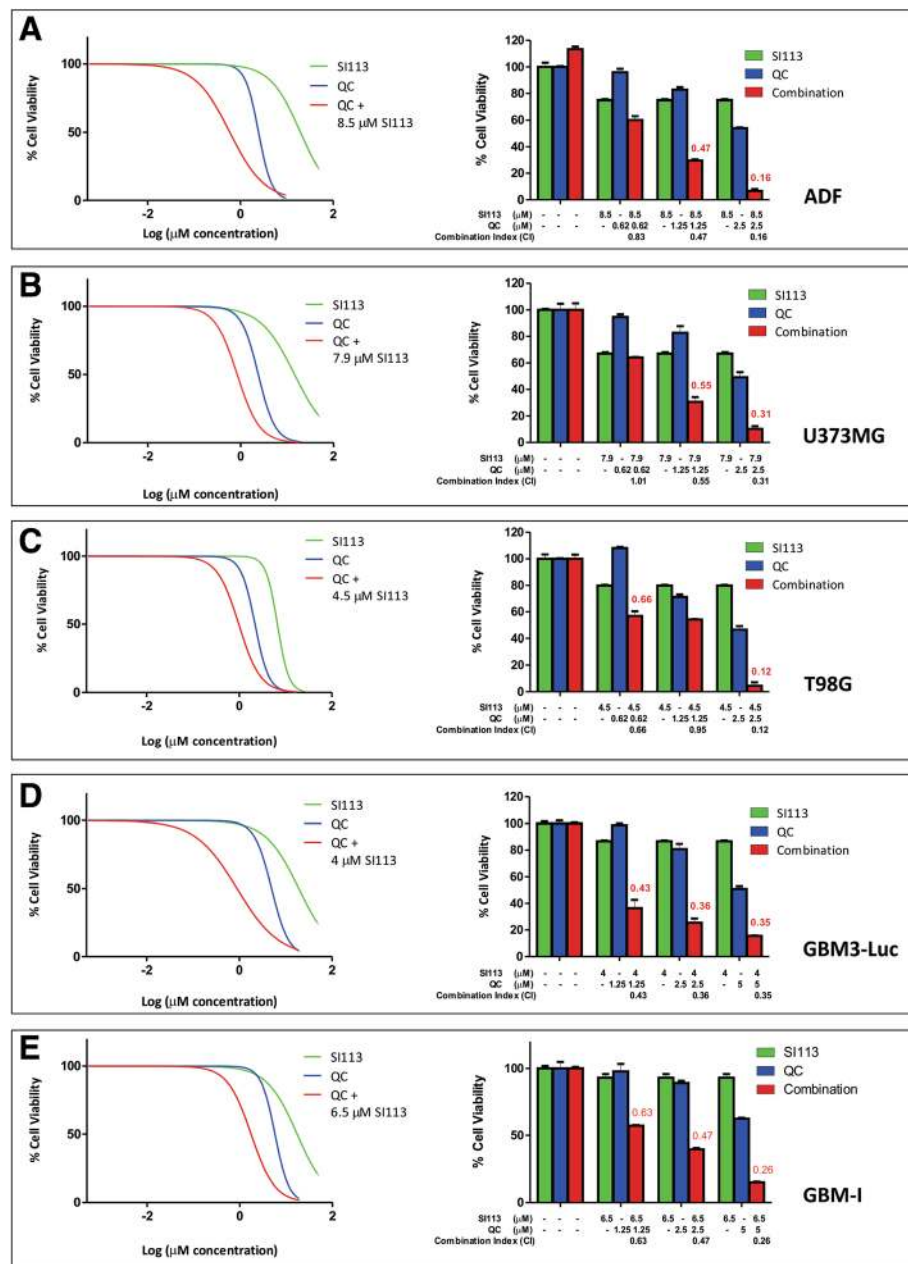 A
% Cell Viability
100
50
0
-2
0
2
Log (µM concentration)
SI113
QC
QC +
8.5 µM SI113
% Cell Viability
120
100
80
60
40
20
0
SI113
QC
Combination
0.47
0.16
ADF
SI113 (µM) - - - 8.5 - 8.5 8.5 - 8.5 8.5 - 8.5
QC (µM) - - - - 0.62 0.62 - 1.25 1.25 - 2.5 2.5
Combination Index (CI) 0.83 0.47 0.16
B
% Cell Viability
100
50
0
-2
0
2
Log (µM concentration)
SI113
QC
QC +
7.9 µM SI113
% Cell Viability
120
100
80
60
40
20
0
SI113
QC
Combination
0.55
0.31
U373MG
SI113 (µM) - - - 7.9 - 7.9 7.9 - 7.9 7.9 - 7.9
QC (µM) - - - - 0.62 0.62 - 1.25 1.25 - 2.5 2.5
Combination Index (CI) 1.01 0.55 0.31
C
% Cell Viability
100
50
0
-2
0
2
Log (µM concentration)
SI113
QC
QC +
4.5 µM SI113
% Cell Viability
120
100
80
60
40
20
0
SI113
QC
Combination
0.66
0.12
T98G
SI113 (µM) - - - 4.5 - 4.5 4.5 - 4.5 4.5 - 4.5
QC (µM) - - - - 0.62 0.62 - 1.25 1.25 - 2.5 2.5
Combination Index (CI) 0.66 0.95 0.12
D
% Cell Viability
100
50
0
-2
0
2
Log (µM concentration)
SI113
QC
QC +
4 µM SI113
% Cell Viability
120
100
80
60
40
20
0
SI113
QC
Combination
0.43
0.36
0.35
GBM3-Luc
SI113 (µM) - - - 4 - 4 4 - 4 4 - 4
QC (µM) - - - - 1.25 1.25 - 2.5 2.5 - 5 5
Combination Index (CI) 0.43 0.36 0.35
E
% Cell Viability
100
50
0
-2
0
2
Log (µM concentration)
SI113
QC
QC +
6.5 µM SI113
% Cell Viability
100
50
0
SI113
QC
Combination
0.63
0.47
0.26
GBM-I
SI113 (µM) - - - 6.5 - 6.5 6.5 - 6.5 6.5 - 6.5
QC (µM) - - - - 1.25 1.25 - 2.5 2.5 - 5 5
Combination Index (CI) 0.63 0.47 0.26